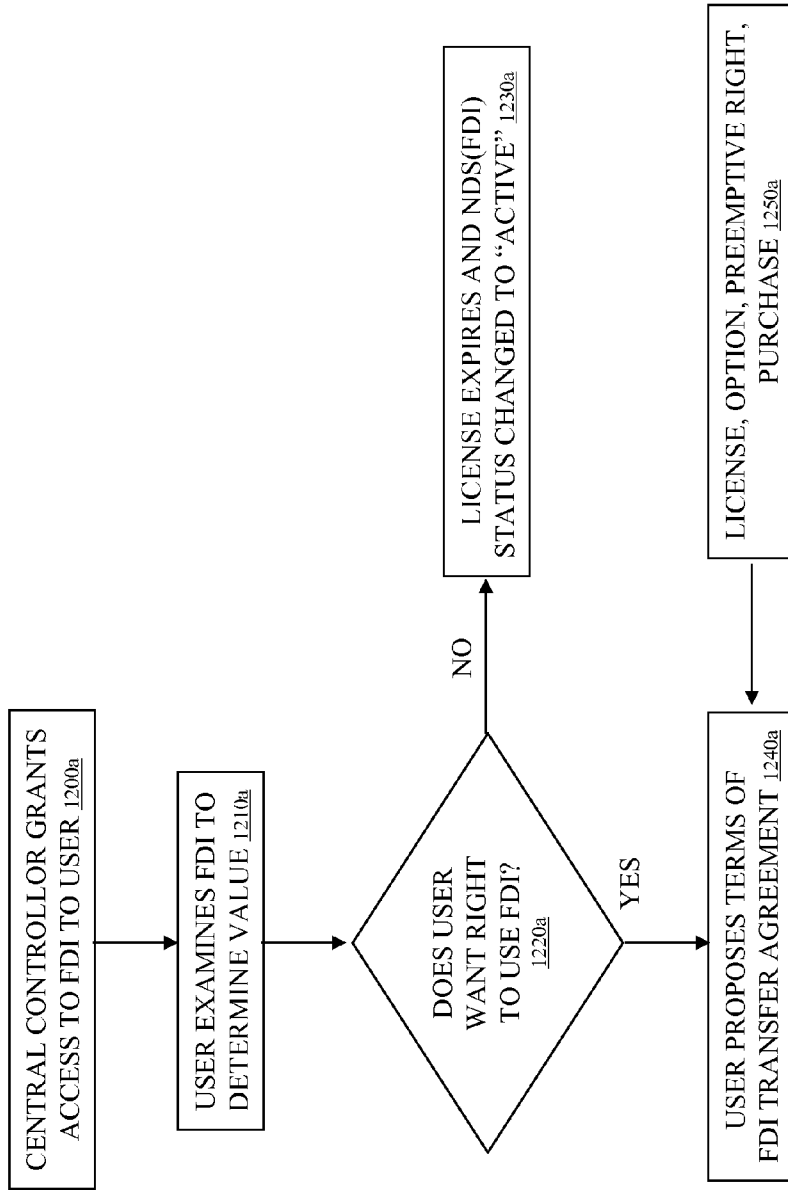 CENTRAL CONTROLLOR GRANTS
ACCESS TO FDI TO USER 1200a
USER EXAMINES FDI TO
DETERMINE VALUE 1210a
DOES USER
WANT RIGHT
TO USE FDI?
1220a
NO
LICENSE EXPIRES AND NDS(FDI)
STATUS CHANGED TO “ACTIVE” 1230a
YES
USER PROPOSES TERMS OF
FDI TRANSFER AGREEMENT 1240a
LICENSE, OPTION, PREEMPTIVE RIGHT,
PURCHASE 1250a